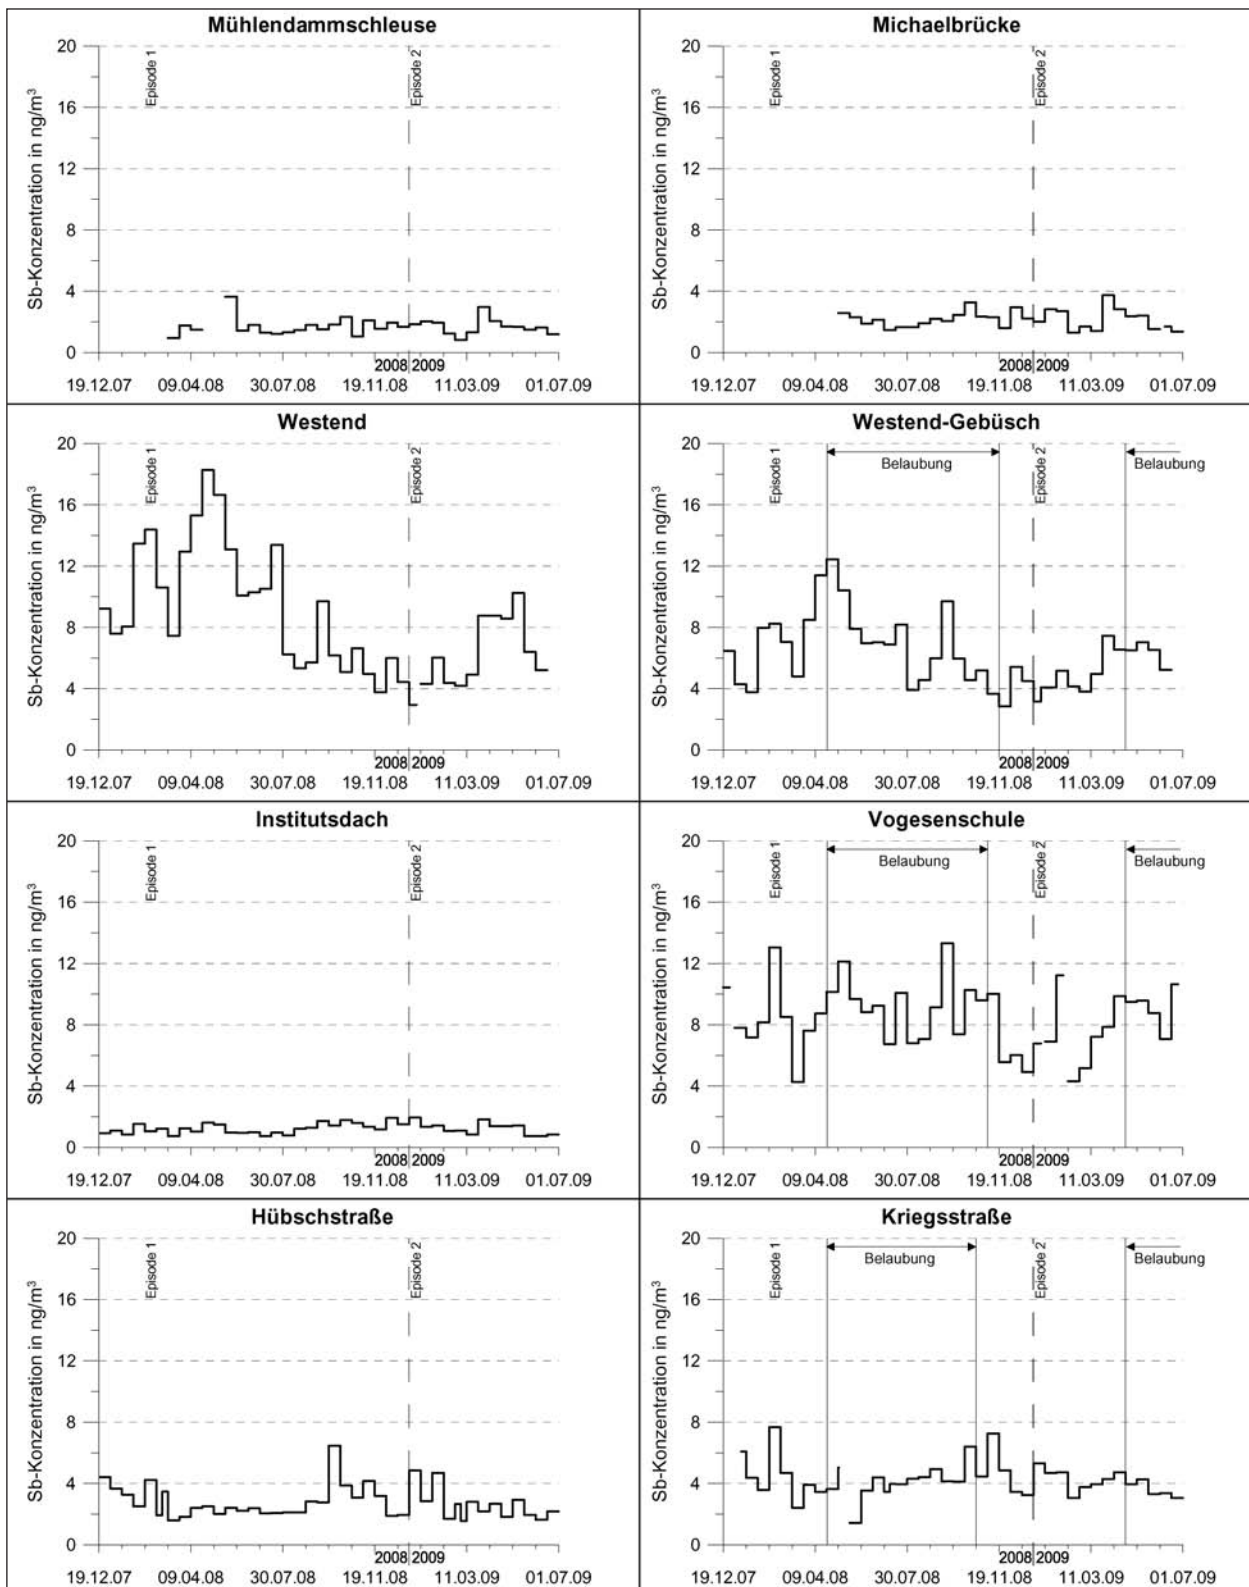 Mühlendammschleuse
Sb-Konzentration in ng/m³
20
16
12
8
4
0
Episode 1
Episode 2
2008 2009
19.12.07 09.04.08 30.07.08 19.11.08 11.03.09 01.07.09
Michaelbrücke
Sb-Konzentration in ng/m³
20
16
12
8
4
0
Episode 1
Episode 2
2008 2009
19.12.07 09.04.08 30.07.08 19.11.08 11.03.09 01.07.09
Westend
Sb-Konzentration in ng/m³
20
16
12
8
4
0
Episode 1
Episode 2
2008 2009
19.12.07 09.04.08 30.07.08 19.11.08 11.03.09 01.07.09
Westend-Gebüsch
Sb-Konzentration in ng/m³
20
16
12
8
4
0
Episode 1
Belaubung
Episode 2
Belaubung
2008 2009
19.12.07 09.04.08 30.07.08 19.11.08 11.03.09 01.07.09
Institutsdach
Sb-Konzentration in ng/m³
20
16
12
8
4
0
Episode 1
Episode 2
2008 2009
19.12.07 09.04.08 30.07.08 19.11.08 11.03.09 01.07.09
Vogesenschule
Sb-Konzentration in ng/m³
20
16
12
8
4
0
Episode 1
Belaubung
Episode 2
Belaubung
2008 2009
19.12.07 09.04.08 30.07.08 19.11.08 11.03.09 01.07.09
Hübschstraße
Sb-Konzentration in ng/m³
20
16
12
8
4
0
Episode 1
Episode 2
2008 2009
19.12.07 09.04.08 30.07.08 19.11.08 11.03.09 01.07.09
Kriegsstraße
Sb-Konzentration in ng/m³
20
16
12
8
4
0
Episode 1
Belaubung
Episode 2
Belaubung
2008 2009
19.12.07 09.04.08 30.07.08 19.11.08 11.03.09 01.07.09